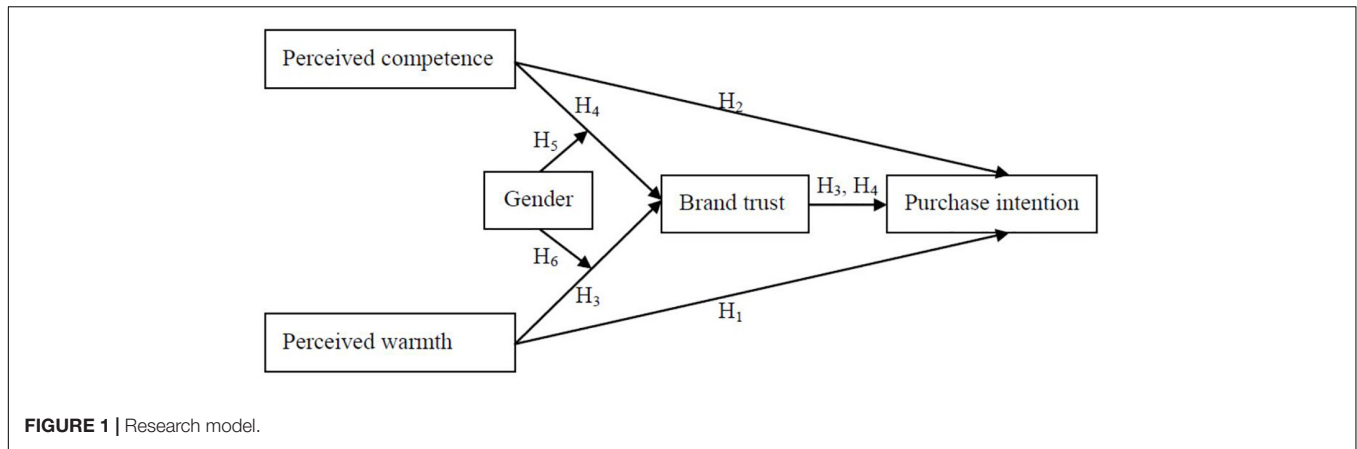 Perceived competence
H₂
H₄
H₅
Gender
Brand trust
H₃, H₄
Purchase intention
H₆
H₃
H₁
Perceived warmth
FIGURE 1 | Research model.